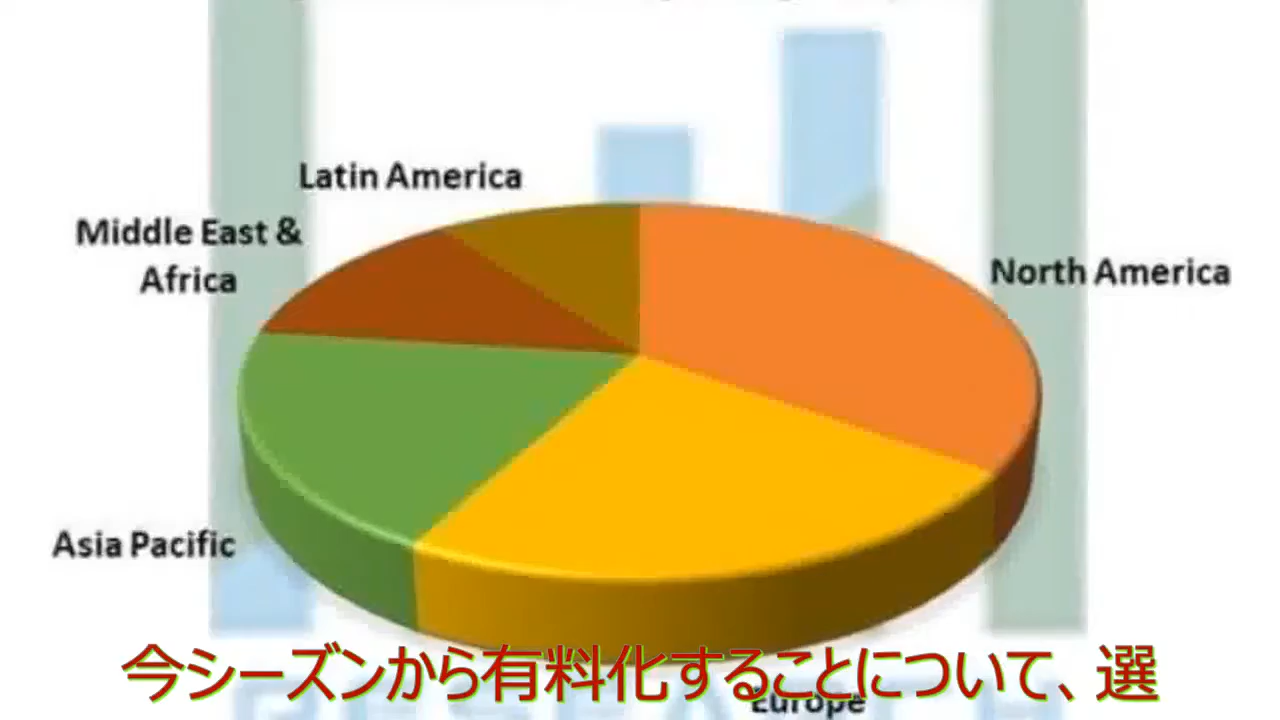 Latin America
Middle East &
Africa
North America
Asia Pacific
今シーズンから有料化することについて、選
Europe